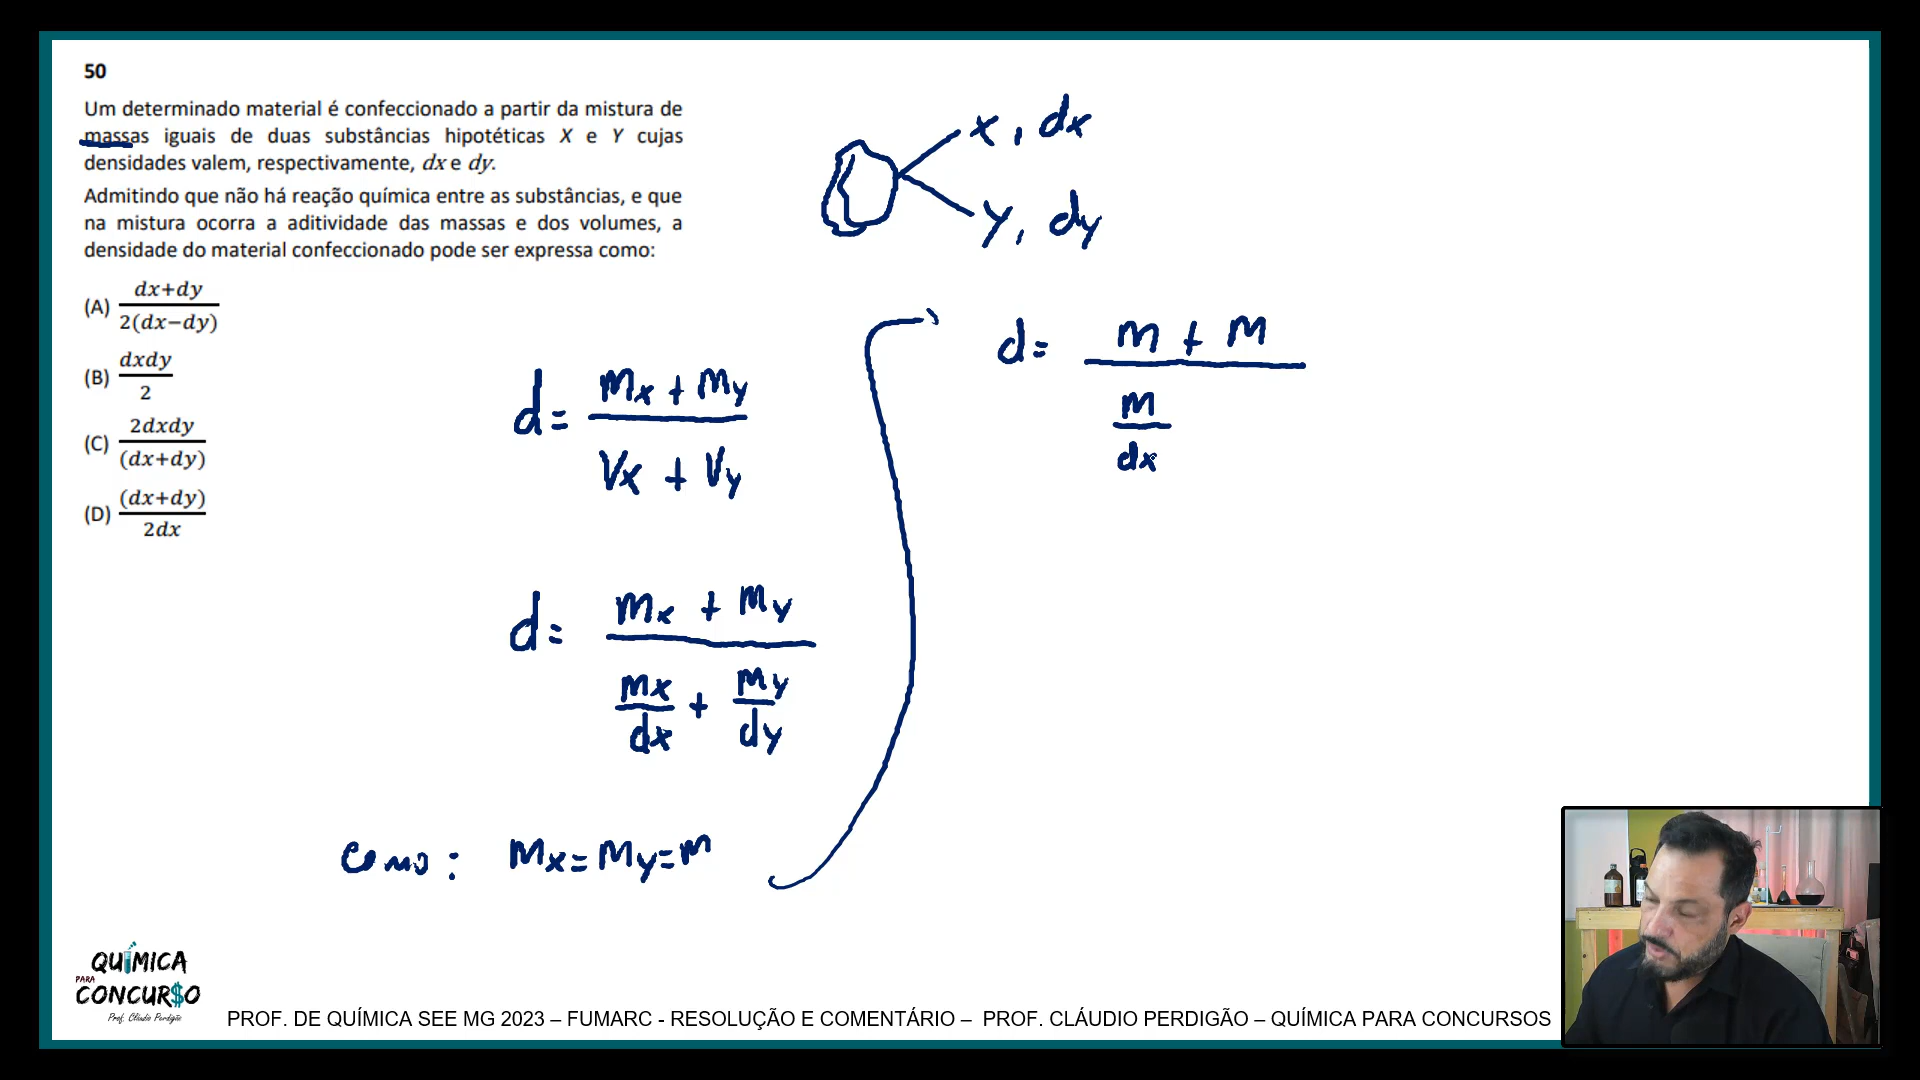 50
Um determinado material é confeccionado a partir da mistura de
massas iguais de duas substâncias hipotéticas X e Y cujas
densidades valem, respectivamente, dx e dy.
Admitindo que não há reação química entre as substâncias, e que
na mistura ocorra a aditividade das massas e dos volumes, a
densidade do material confeccionado pode ser expressa como:
(A) dx+dy
2(dx−dy)
(B) dxdy
2
(C) 2dxdy
(dx+dy)
(D) (dx+dy)
2dx
x, dx
y, dy
d= mx + my
Vx + Vy
d= mx + my
mx + my
dx dy
como: mx = my = m
d= m + m
m
dx
QUÍMICA
PARA
CONCUR$O
Prof. Cláudio Perdigão
PROF. DE QUÍMICA SEE MG 2023 – FUMARC - RESOLUÇÃO E COMENTÁRIO – PROF. CLÁUDIO PERDIGÃO – QUÍMICA PARA CONCURSOS